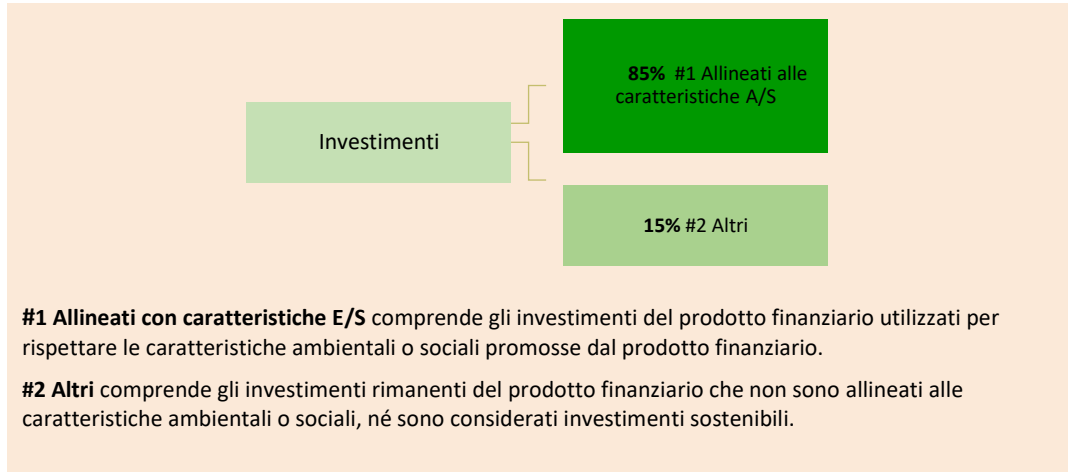 85% #1 Allineati alle
caratteristiche A/S
Investimenti
15% #2 Altri
#1 Allineati con caratteristiche E/S comprende gli investimenti del prodotto finanziario utilizzati per
rispettare le caratteristiche ambientali o sociali promosse dal prodotto finanziario.
#2 Altri comprende gli investimenti rimanenti del prodotto finanziario che non sono allineati alle
caratteristiche ambientali o sociali, né sono considerati investimenti sostenibili.